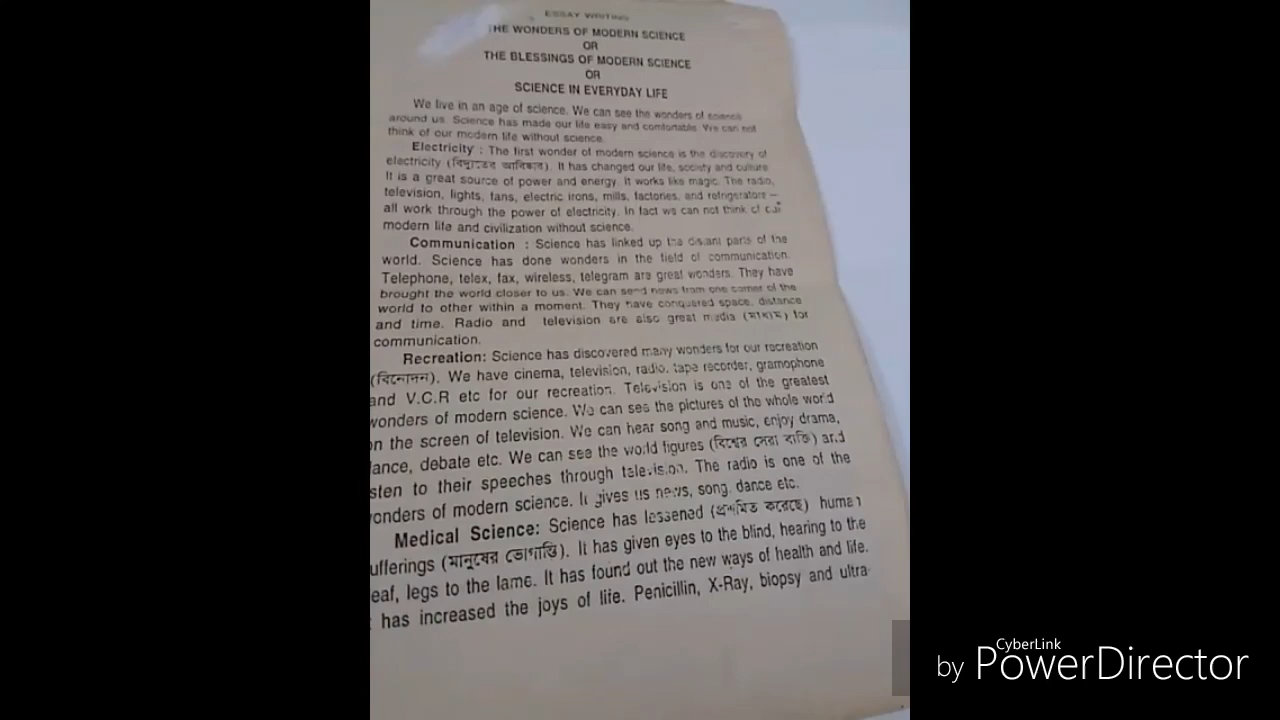 ESSAY WRITING
THE WONDERS OF MODERN SCIENCE
OR
THE BLESSINGS OF MODERN SCIENCE
OR
SCIENCE IN EVERYDAY LIFE
We live in an age of science. We can see the wonders of science
around us. Science has made our life easy and comfortable. We can not
think of our modern life without science.
Electricity : The first wonder of modern science is the discovery of
electricity (বিদ্যুতের আবিষ্কার). It has changed our life, society and culture.
It is a great source of power and energy. It works like magic. The radio,
television, lights, fans, electric irons, mills, factories, and refrigerators –
all work through the power of electricity. In fact we can not think of our
modern life and civilization without science.
Communication : Science has linked up the distant parts of the
world. Science has done wonders in the field of communication.
Telephone, telex, fax, wireless, telegram are great wonders. They have
brought the world closer to us. We can send news from one corner of the
world to other within a moment. They have conquered space, distance
and time. Radio and television are also great media (মাধ্যম) for
communication.
Recreation: Science has discovered many wonders for our recreation
(বিনোদন). We have cinema, television, radio, tape recorder, gramophone
and V.C.R etc for our recreation. Television is one of the greatest
wonders of modern science. We can see the pictures of the whole world
on the screen of television. We can hear song and music, enjoy drama,
dance, debate etc. We can see the world figures (বিশ্বের সেরা ব্যক্তি) and
sten to their speeches through television. The radio is one of the
onders of modern science. It gives us news, song, dance etc.
Medical Science: Science has lessened (প্রশমিত করেছে) human
ufferings (মানুষের ভোগান্তি). It has given eyes to the blind, hearing to the
eaf, legs to the lame. It has found out the new ways of health and life.
has increased the joys of life. Penicillin, X-Ray, biopsy and ultra-
CyberLink
by PowerDirector